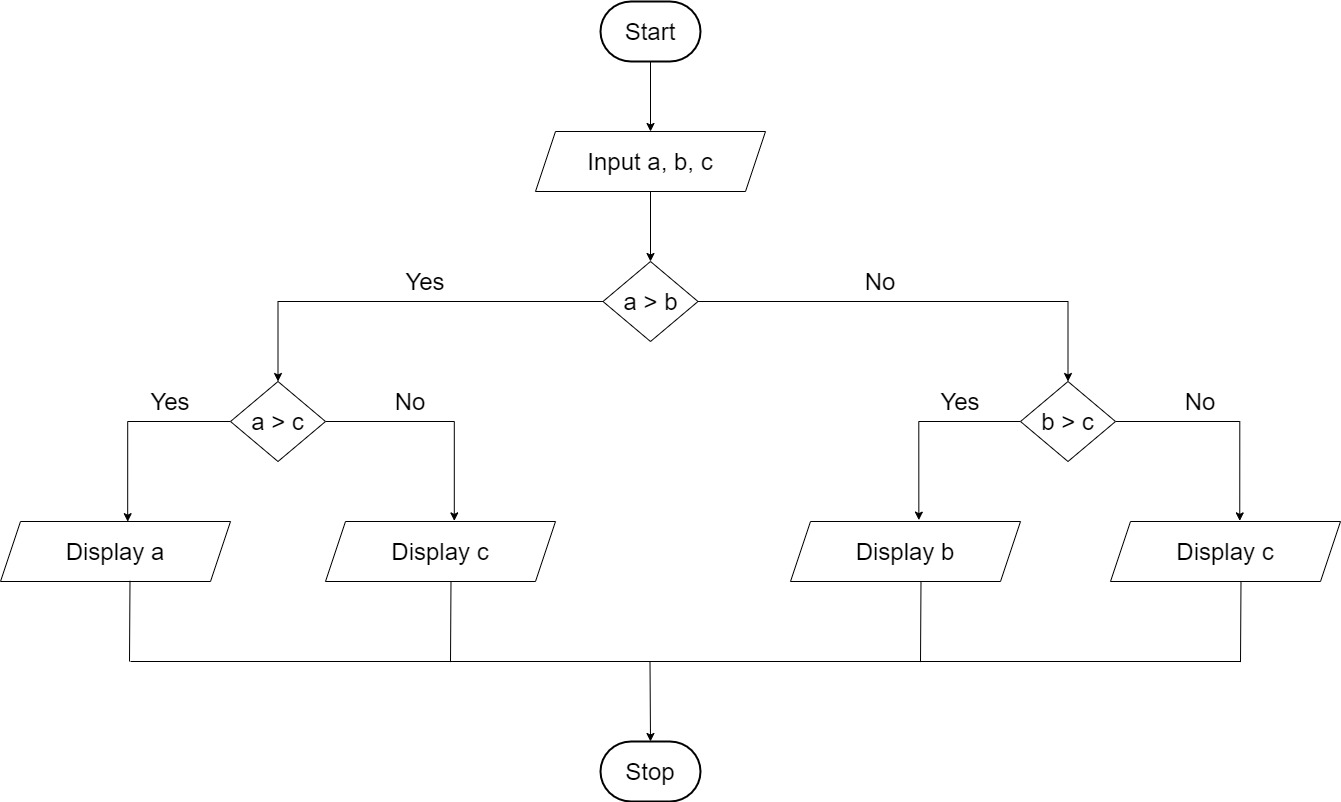 Start
Input a, b, c
Yes
No
a > b
Yes
No
Yes
No
a > c
b > c
Display a
Display c
Display b
Display c
Stop